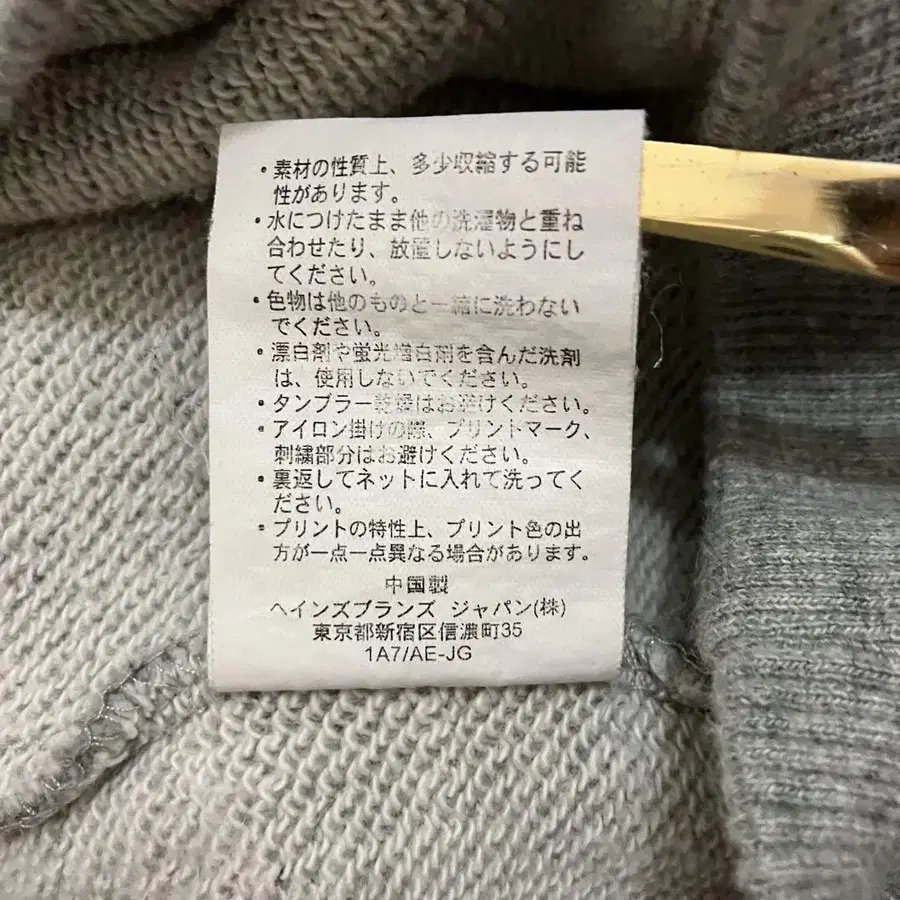 ・素材の性質上、多少収縮する可能
性があります。
・水につけたまま他の洗濯物と重ね
合わせたり、放置しないようにし
てください。
・色物は他のものと一緒に洗わない
でください。
・漂白剤や蛍光増白剤を含んだ洗剤
は、使用しないでください。
・タンブラー乾燥はお避けください。
・アイロン掛けの際、プリントマーク、
刺繍部分はお避けください。
・裏返してネットに入れて洗ってく
ださい。
・プリントの特性上、プリント色の出
方が一点一点異なる場合があります。
中国製
ヘインズブランズ ジャパン(株)
東京都新宿区信濃町35
1A7/AE-JG